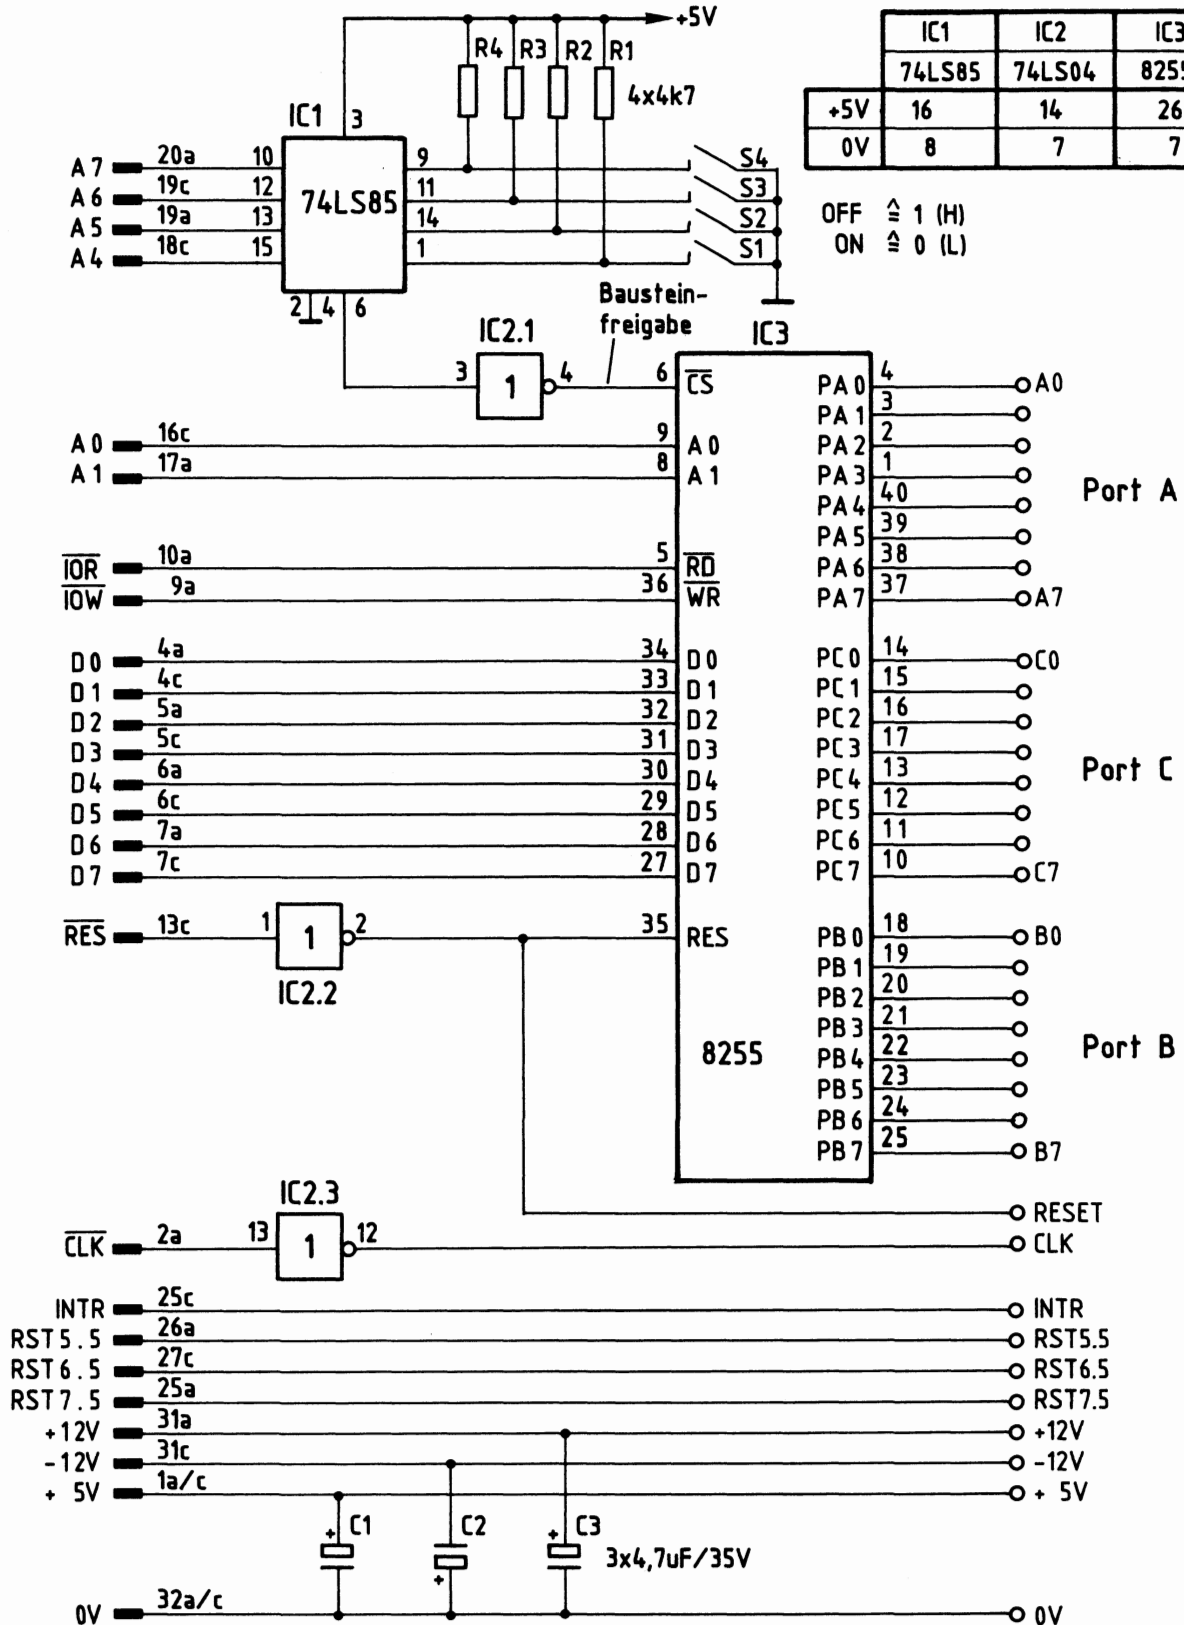 +5V
R4 R3 R2 R1
4x4k7
IC1 IC2 IC3
74LS85 74LS04 8255
+5V 16 14 26
0V 8 7 7
OFF ≙ 1 (H)
ON ≙ 0 (L)
IC1
3
74LS85
A7 20a 10 9 S4
A6 19c 12 11 S3
A5 19a 13 14 S2
A4 18c 15 1 S1
2 4 6
Baustein-
freigabe
IC2.1
3 1 4
IC3
6 C̅S̅ PA0 4 A0
PA1 3
A0 16c 9 A0 PA2 2
A1 17a 8 A1 PA3 1
PA4 40
PA5 39
Port A
I̅O̅R̅ 10a 5 R̅D̅ PA6 38
I̅O̅W̅ 9a 36 W̅R̅ PA7 37 A7
D0 4a 34 D0 PC0 14 C0
D1 4c 33 D1 PC1 15
D2 5a 32 D2 PC2 16
D3 5c 31 D3 PC3 17
D4 6a 30 D4 PC4 13
Port C
D5 6c 29 D5 PC5 12
D6 7a 28 D6 PC6 11
D7 7c 27 D7 PC7 10 C7
R̅E̅S̅ 13c 1 1 2 35 RES PB0 18 B0
IC2.2
PB1 19
PB2 20
PB3 21
8255 PB4 22
Port B
PB5 23
PB6 24
PB7 25 B7
IC2.3
RESET
C̅L̅K̅ 2a 13 1 12 CLK
INTR 25c INTR
RST5.5 26a RST5.5
RST6.5 27c RST6.5
RST7.5 25a RST7.5
+12V 31a +12V
-12V 31c -12V
+ 5V 1a/c + 5V
+ C1 C2 + + C3
3x4,7uF/35V
0V 32a/c 0V